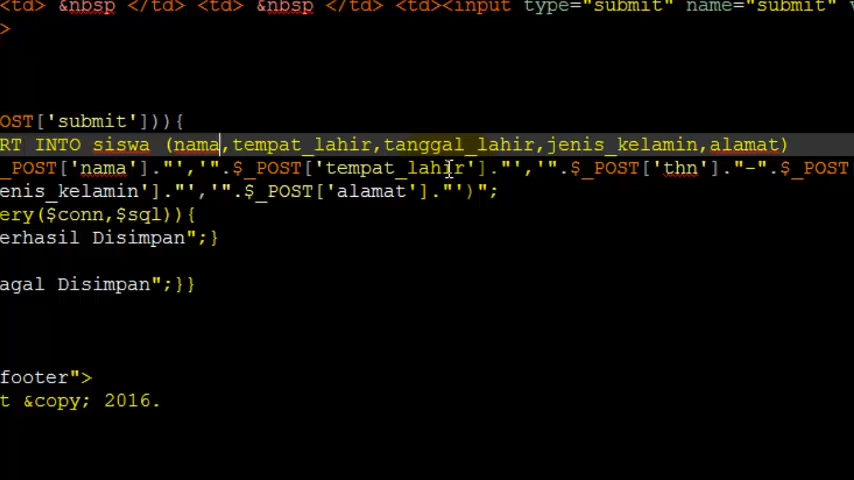 <td> &nbsp </td> <td> &nbsp </td> <td><input type="submit" name="submit" v
>
OST['submit'])){
RT INTO siswa (nama,tempat_lahir,tanggal_lahir,jenis_kelamin,alamat)
_POST['nama']."','".$_POST['tempat_lahir']."','".$_POST['thn']."-".$_POST
enis_kelamin']."','".$_POST['alamat']."')";
ery($conn,$sql)){
erhasil Disimpan";}
agal Disimpan";}}
footer">
t &copy; 2016.